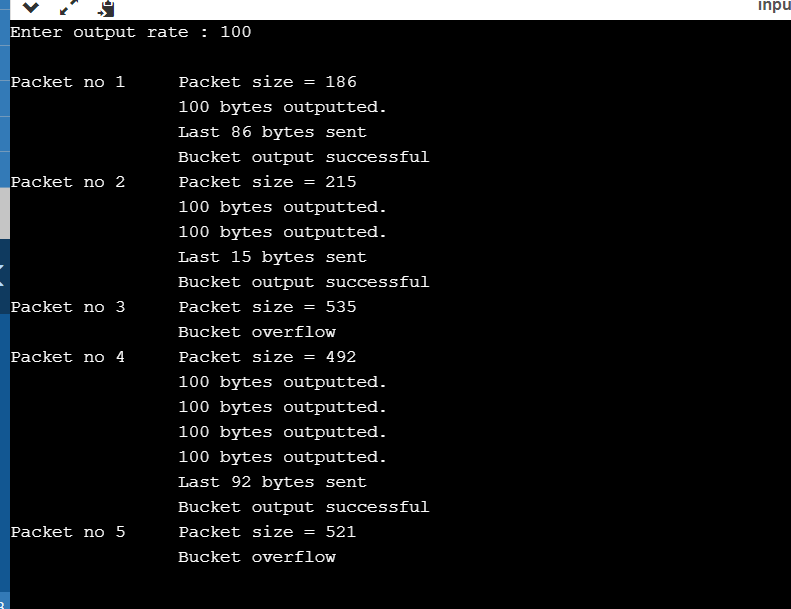 inpu
Enter output rate : 100
Packet no 1     Packet size = 186
                100 bytes outputted.
                Last 86 bytes sent
                Bucket output successful
Packet no 2     Packet size = 215
                100 bytes outputted.
                100 bytes outputted.
                Last 15 bytes sent
                Bucket output successful
Packet no 3     Packet size = 535
                Bucket overflow
Packet no 4     Packet size = 492
                100 bytes outputted.
                100 bytes outputted.
                100 bytes outputted.
                100 bytes outputted.
                Last 92 bytes sent
                Bucket output successful
Packet no 5     Packet size = 521
                Bucket overflow